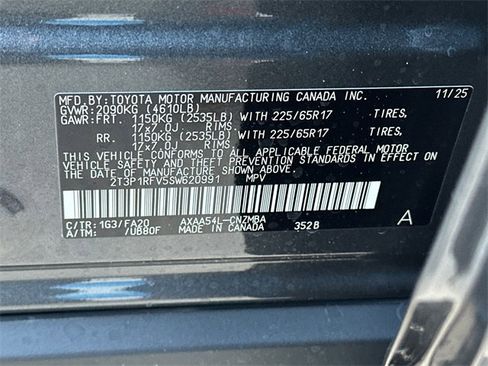 MFD.BY:TOYOTA MOTOR MANUFACTURING CANADA INC. 11/25
GVWR:2090KG (4610LB)
GAWR:FRT. 1150KG (2535LB) WITH 225/65R17 TIRES,
17x7.0J RIMS.
RR. 1150KG (2535LB) WITH 225/65R17 TIRES,
17x7.0J RIMS.
THIS VEHICLE CONFORMS TO ALL APPLICABLE FEDERAL MOTOR
VEHICLE SAFETY AND THEFT PREVENTION STANDARDS IN
EFFECT ON THE DATE OF MANUFACTURE SHOWN ABOVE.
2T3P1RFV5SW620991 MPV
C/TR:1G3/FA20 AXAA54L-CNZMBA A
A/TM: /UB80F MADE IN CANADA 352B